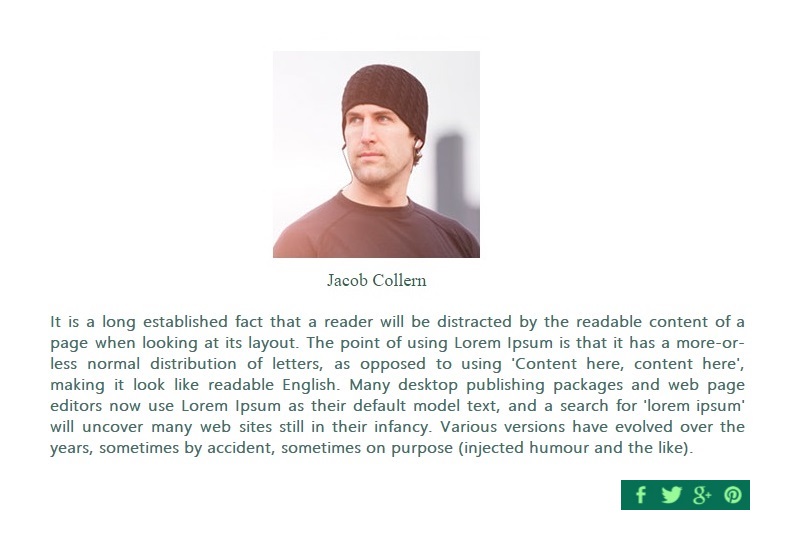 Jacob Collern
It is a long established fact that a reader will be distracted by the readable content of a
page when looking at its layout. The point of using Lorem Ipsum is that it has a more-or-
less normal distribution of letters, as opposed to using 'Content here, content here',
making it look like readable English. Many desktop publishing packages and web page
editors now use Lorem Ipsum as their default model text, and a search for 'lorem ipsum'
will uncover many web sites still in their infancy. Various versions have evolved over the
years, sometimes by accident, sometimes on purpose (injected humour and the like).
f g+